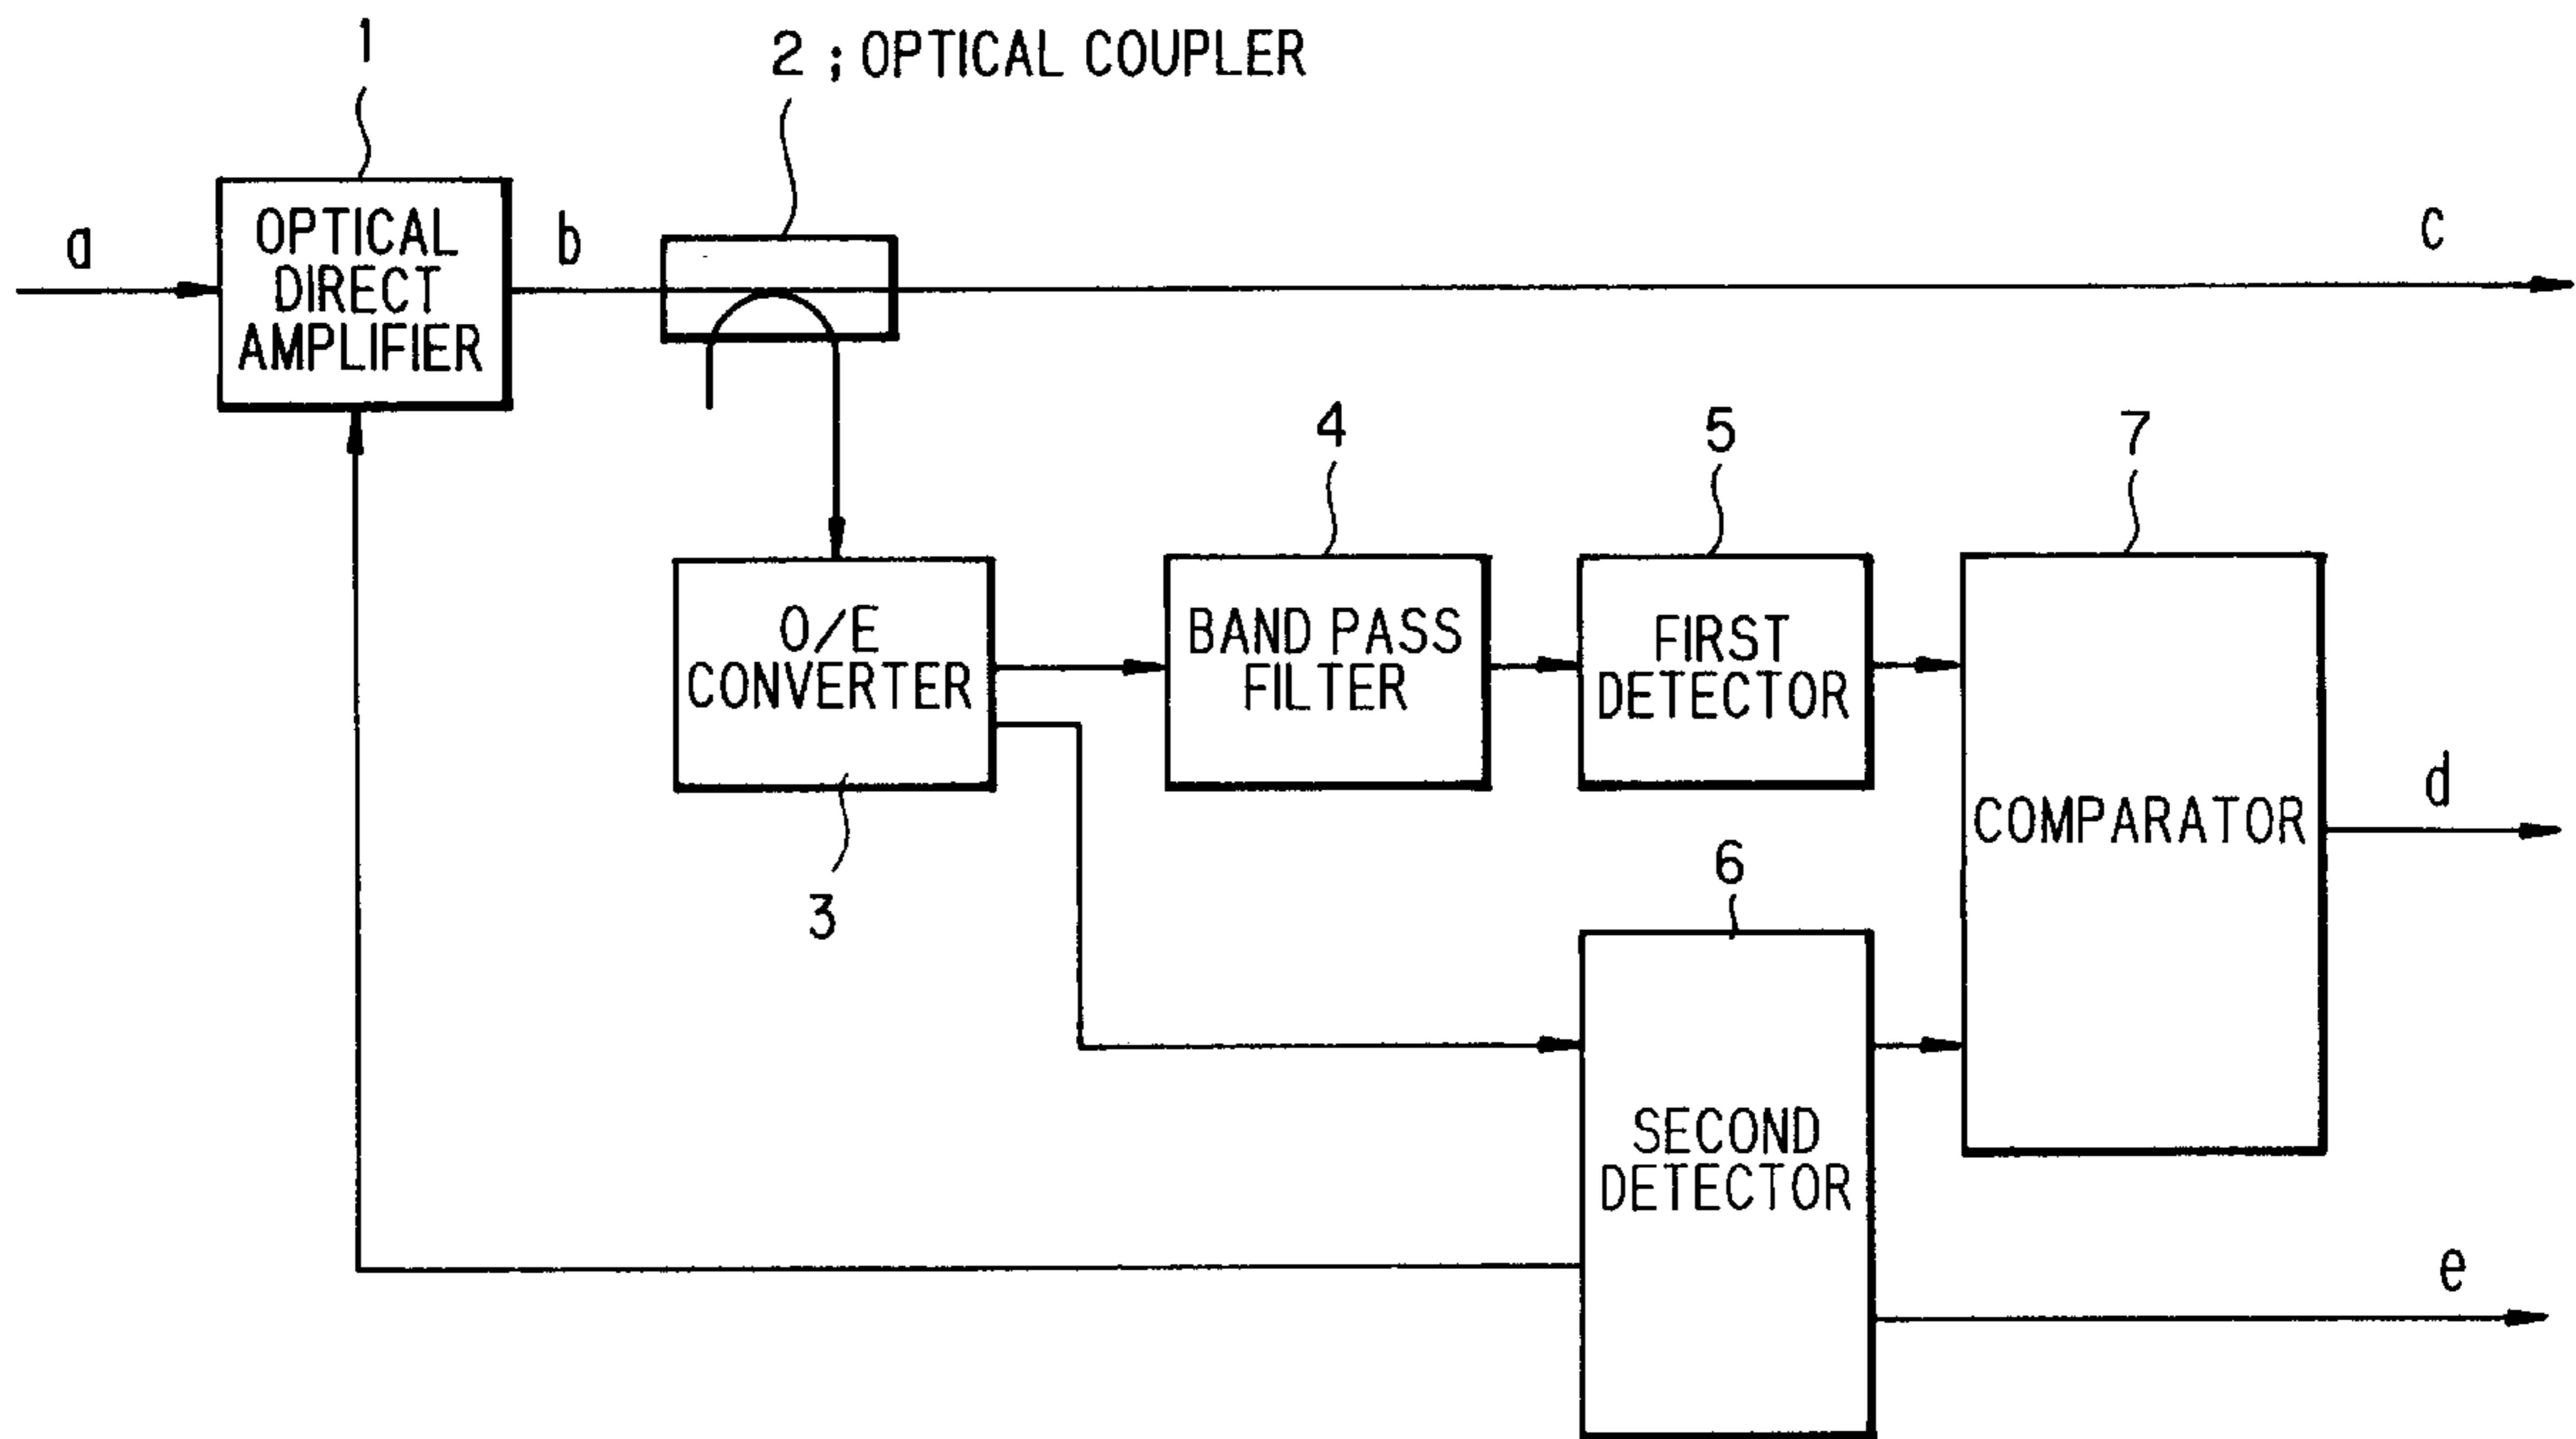 1
2 ; OPTICAL COUPLER
a
OPTICAL
DIRECT
AMPLIFIER
b
c
4
5
7
O/E
CONVERTER
BAND PASS
FILTER
FIRST
DETECTOR
COMPARATOR
d
3
6
SECOND
DETECTOR
e